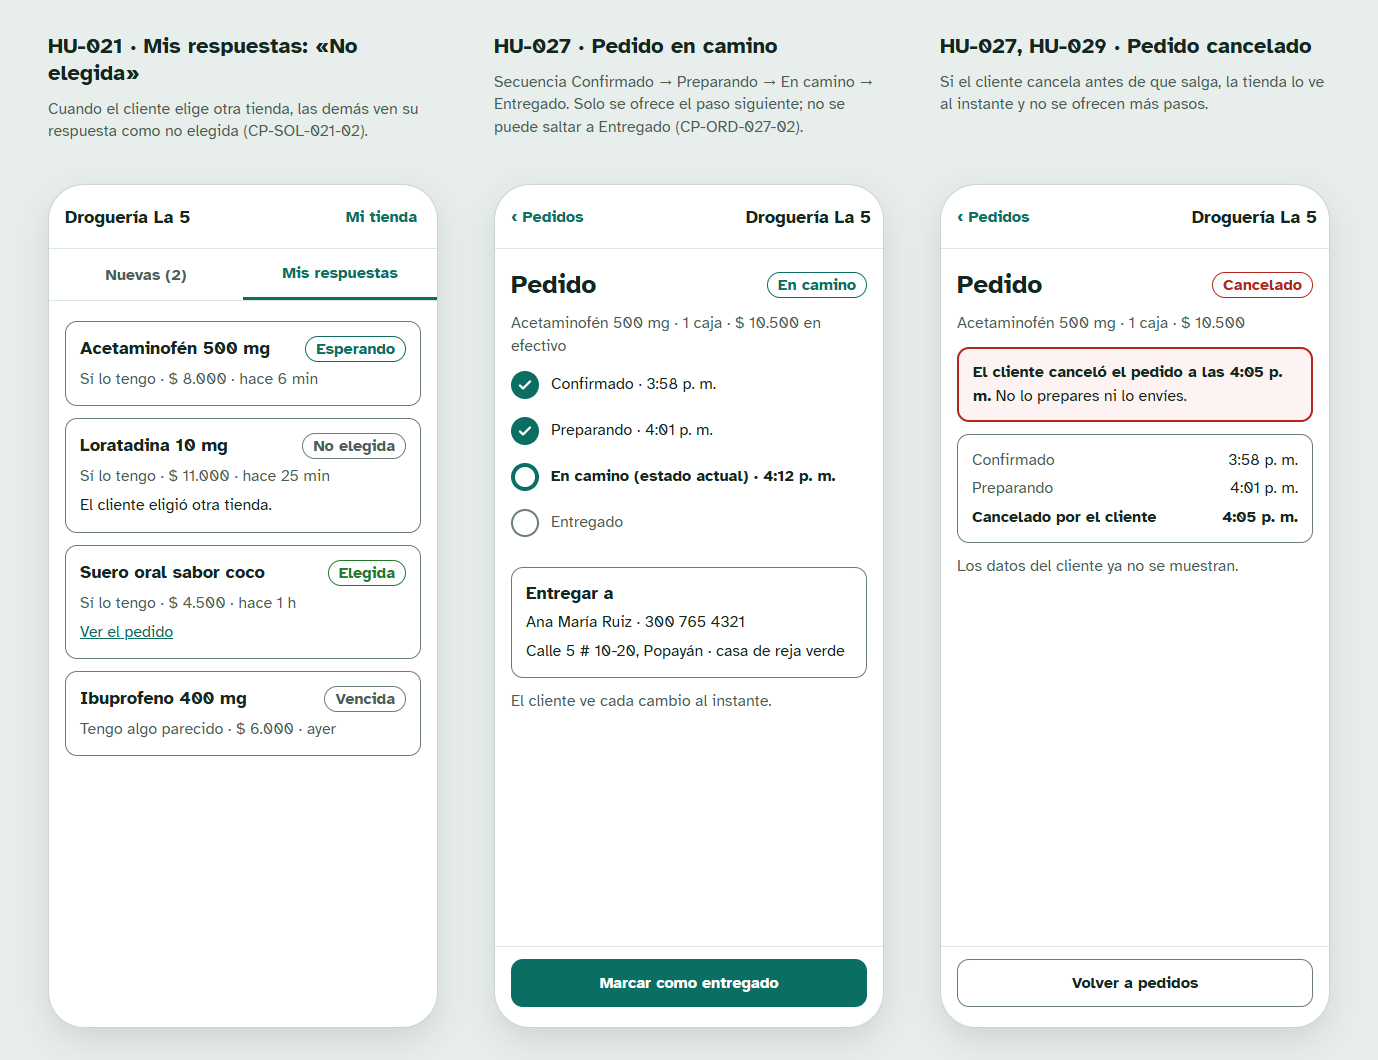 HU-021 · Mis respuestas: «No
elegida»
Cuando el cliente elige otra tienda, las demás ven su
respuesta como no elegida (CP-SOL-021-02).
Droguería La 5
Mi tienda
Nuevas (2)
Mis respuestas
Acetaminofén 500 mg
Esperando
Sí lo tengo · $ 8.000 · hace 6 min
Loratadina 10 mg
No elegida
Sí lo tengo · $ 11.000 · hace 25 min
El cliente eligió otra tienda.
Suero oral sabor coco
Elegida
Sí lo tengo · $ 4.500 · hace 1 h
Ver el pedido
Ibuprofeno 400 mg
Vencida
Tengo algo parecido · $ 6.000 · ayer
HU-027 · Pedido en camino
Secuencia Confirmado → Preparando → En camino →
Entregado. Solo se ofrece el paso siguiente; no se
puede saltar a Entregado (CP-ORD-027-02).
‹ Pedidos
Droguería La 5
Pedido
En camino
Acetaminofén 500 mg · 1 caja · $ 10.500 en
efectivo
Confirmado · 3:58 p. m.
Preparando · 4:01 p. m.
En camino (estado actual) · 4:12 p. m.
Entregado
Entregar a
Ana María Ruiz · 300 765 4321
Calle 5 # 10-20, Popayán · casa de reja verde
El cliente ve cada cambio al instante.
Marcar como entregado
HU-027, HU-029 · Pedido cancelado
Si el cliente cancela antes de que salga, la tienda lo ve
al instante y no se ofrecen más pasos.
‹ Pedidos
Droguería La 5
Pedido
Cancelado
Acetaminofén 500 mg · 1 caja · $ 10.500
El cliente canceló el pedido a las 4:05 p.
m. No lo prepares ni lo envíes.
Confirmado 3:58 p. m.
Preparando 4:01 p. m.
Cancelado por el cliente 4:05 p. m.
Los datos del cliente ya no se muestran.
Volver a pedidos